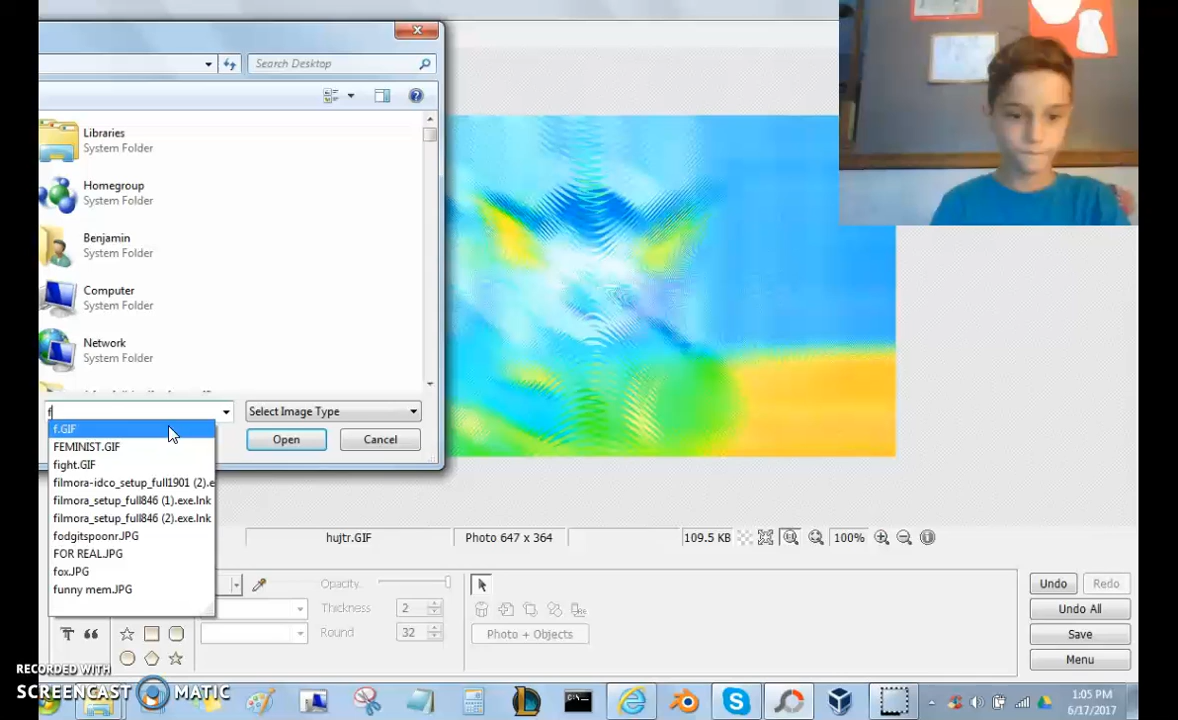 Search Desktop
Libraries
System Folder
Homegroup
System Folder
Benjamin
System Folder
Computer
System Folder
Network
System Folder
f
Select Image Type
f.GIF
FEMINIST.GIF
fight.GIF
filmora-idco_setup_full1901 (2).e
filmora_setup_full846 (1).exe.lnk
filmora_setup_full846 (2).exe.lnk
fodgitspoonr.JPG
FOR REAL.JPG
fox.JPG
funny mem.JPG
Open
Cancel
hujtr.GIF
Photo 647 x 364
109.5 KB
100%
Opacity
Thickness
2
Round
32
Photo + Objects
Undo
Redo
Undo All
Save
Menu
RECORDED WITH
SCREENCAST MATIC
1:05 PM
6/17/2017